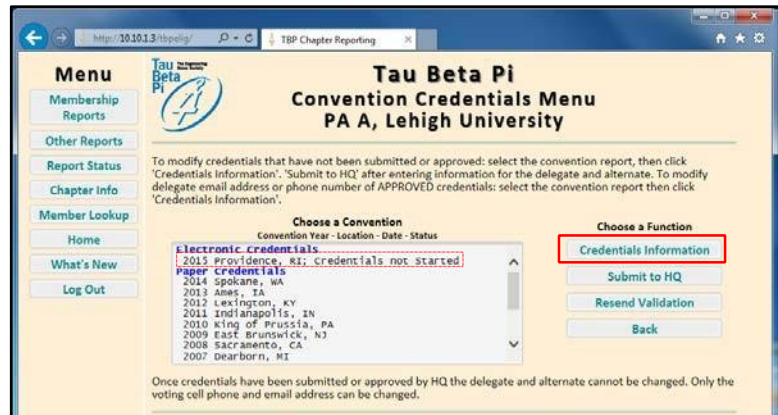 http://10.10.1.3/tbpelig/
TBP Chapter Reporting
Menu
Membership
Reports
Other Reports
Report Status
Chapter Info
Member Lookup
Home
What's New
Log Out
Tau
Beta
Pi
Tau Beta Pi
Convention Credentials Menu
PA A, Lehigh University
To modify credentials that have not been submitted or approved: select the convention report, then click
'Credentials Information'. 'Submit to HQ' after entering information for the delegate and alternate. To modify
delegate email address or phone number of APPROVED credentials: select the convention report then click
'Credentials Information'.
Choose a Convention
Convention Year - Location - Date - Status
Electronic Credentials
2015 Providence, RI; Credentials not Started
Paper Credentials
2014 Spokane, WA
2013 Ames, IA
2012 Lexington, KY
2011 Indianapolis, IN
2010 King of Prussia, PA
2009 East Brunswick, NJ
2008 Sacramento, CA
2007 Dearborn, MI
Choose a Function
Credentials Information
Submit to HQ
Resend Validation
Back
Once credentials have been submitted or approved by HQ the delegate and alternate cannot be changed. Only the
voting cell phone and email address can be changed.